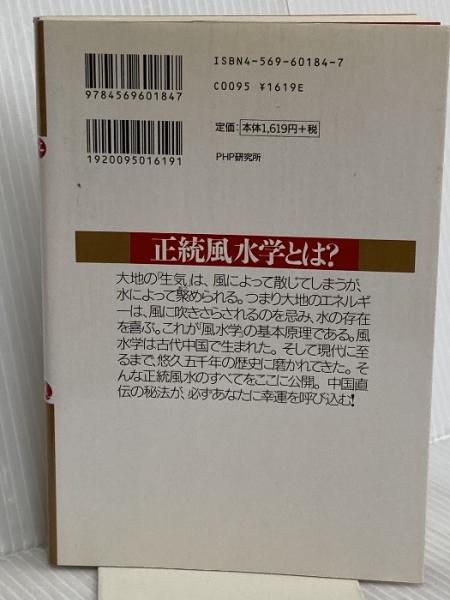 ISBN4-569-60184-7
C0095 ¥1619E
9784569601847
定価：本体1,619円+税
1920095016191
PHP研究所
正統風水学とは?
大地の『生気』は、風によって散じてしまうが、
水によって聚められる。つまり大地のエネルギ
ーは、風に吹きさらされるのを忌み、水の存在
を喜ぶ。これが『風水学』の基本原理である。風
水学は古代中国で生まれた。そして現代に至
るまで、悠久五千年の歴史に磨かれてきた。そ
んな正統風水のすべてをここに公開。中国直
伝の秘法が、必ずあなたに幸運を呼び込む!